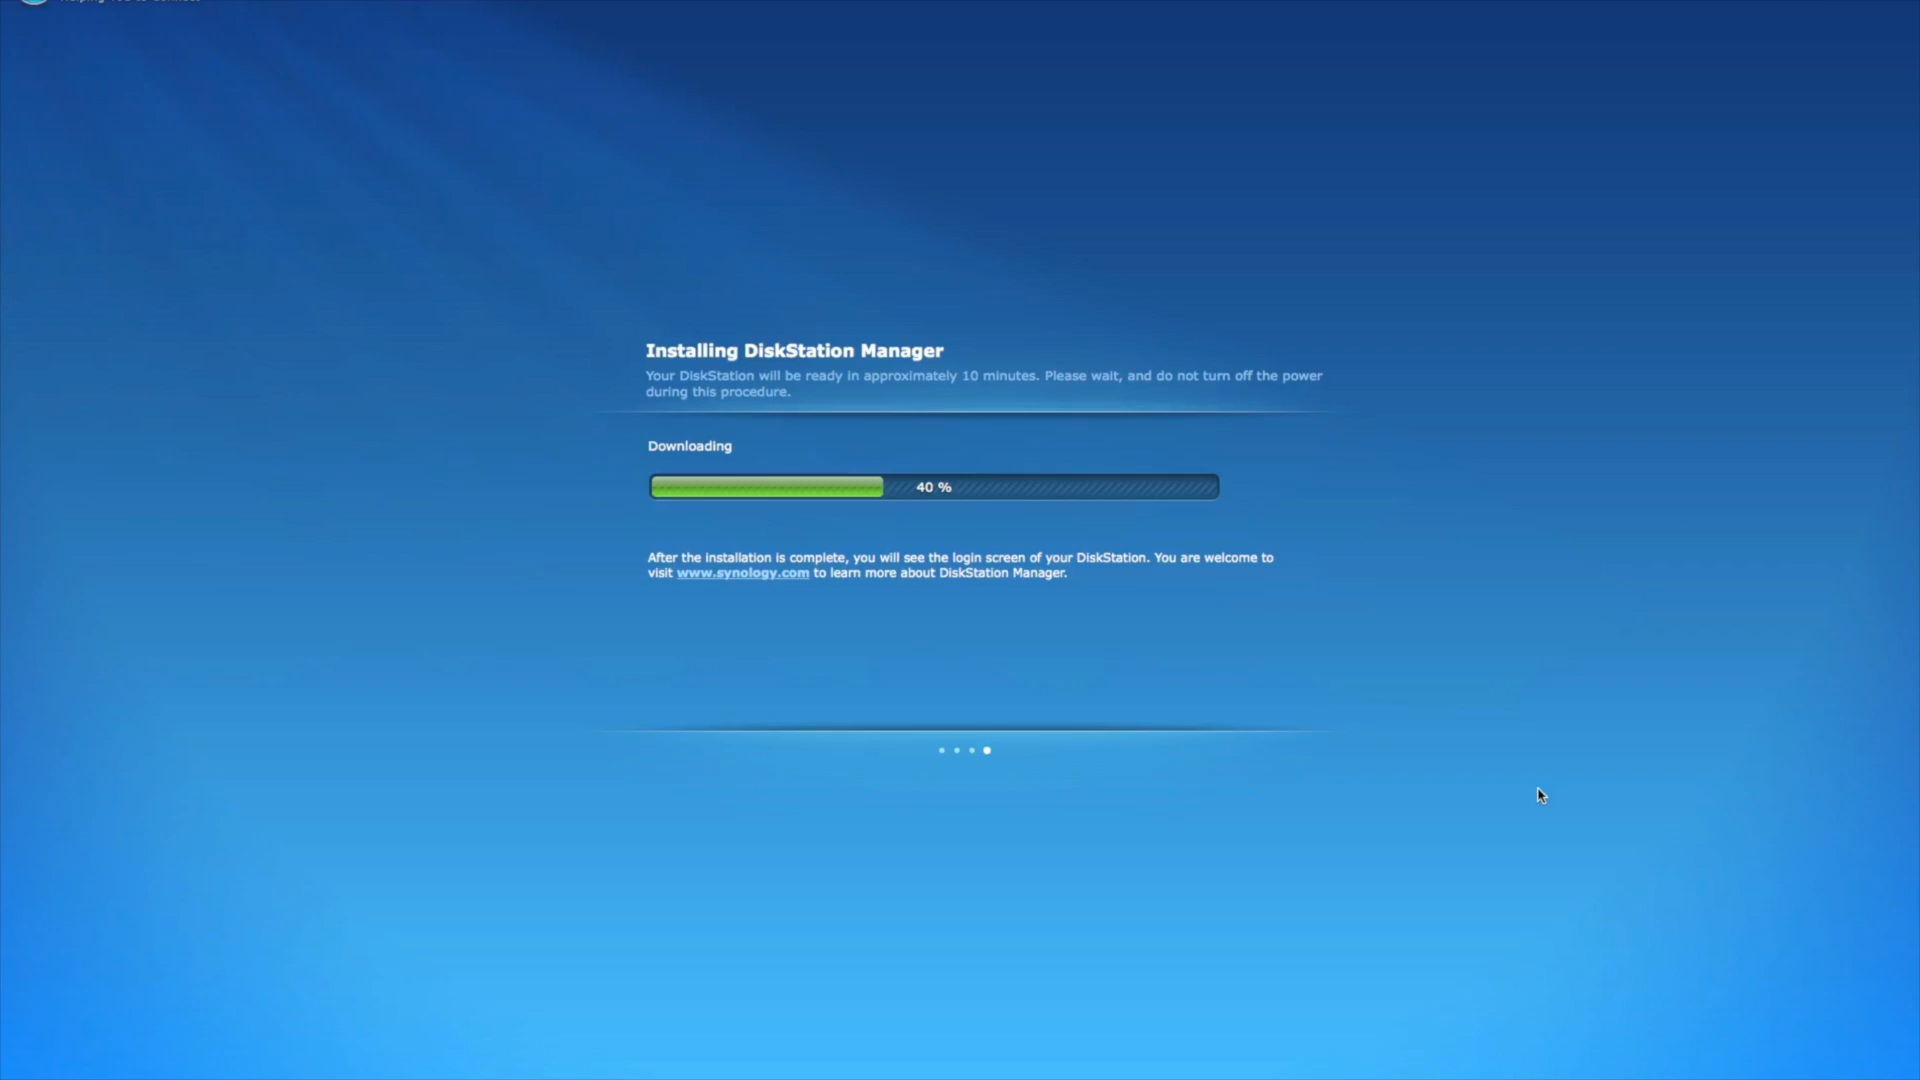 Installing DiskStation Manager
Your DiskStation will be ready in approximately 10 minutes. Please wait, and do not turn off the power
during this procedure.
Downloading
40 %
After the installation is complete, you will see the login screen of your DiskStation. You are welcome to
visit www.synology.com to learn more about DiskStation Manager.